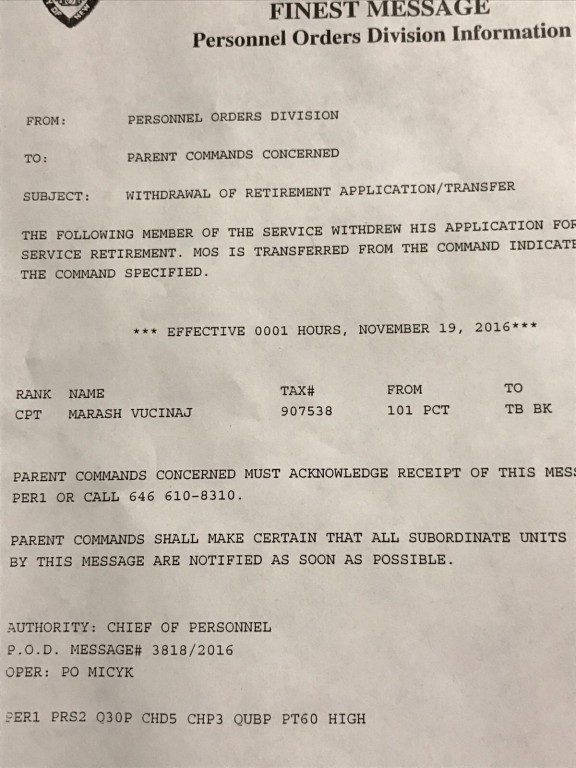 OF NEW
FINEST MESSAGE
Personnel Orders Division Information
FROM: PERSONNEL ORDERS DIVISION
TO: PARENT COMMANDS CONCERNED
SUBJECT: WITHDRAWAL OF RETIREMENT APPLICATION/TRANSFER
THE FOLLOWING MEMBER OF THE SERVICE WITHDREW HIS APPLICATION FOR
SERVICE RETIREMENT. MOS IS TRANSFERRED FROM THE COMMAND INDICATE
THE COMMAND SPECIFIED.
*** EFFECTIVE 0001 HOURS, NOVEMBER 19, 2016***
RANK NAME TAX# FROM TO
CPT MARASH VUCINAJ 907538 101 PCT TB BK
PARENT COMMANDS CONCERNED MUST ACKNOWLEDGE RECEIPT OF THIS MESS
PER1 OR CALL 646 610-8310.
PARENT COMMANDS SHALL MAKE CERTAIN THAT ALL SUBORDINATE UNITS
BY THIS MESSAGE ARE NOTIFIED AS SOON AS POSSIBLE.
AUTHORITY: CHIEF OF PERSONNEL
P.O.D. MESSAGE# 3818/2016
OPER: PO MICYK
PER1 PRS2 Q30P CHD5 CHP3 QUBP PT60 HIGH